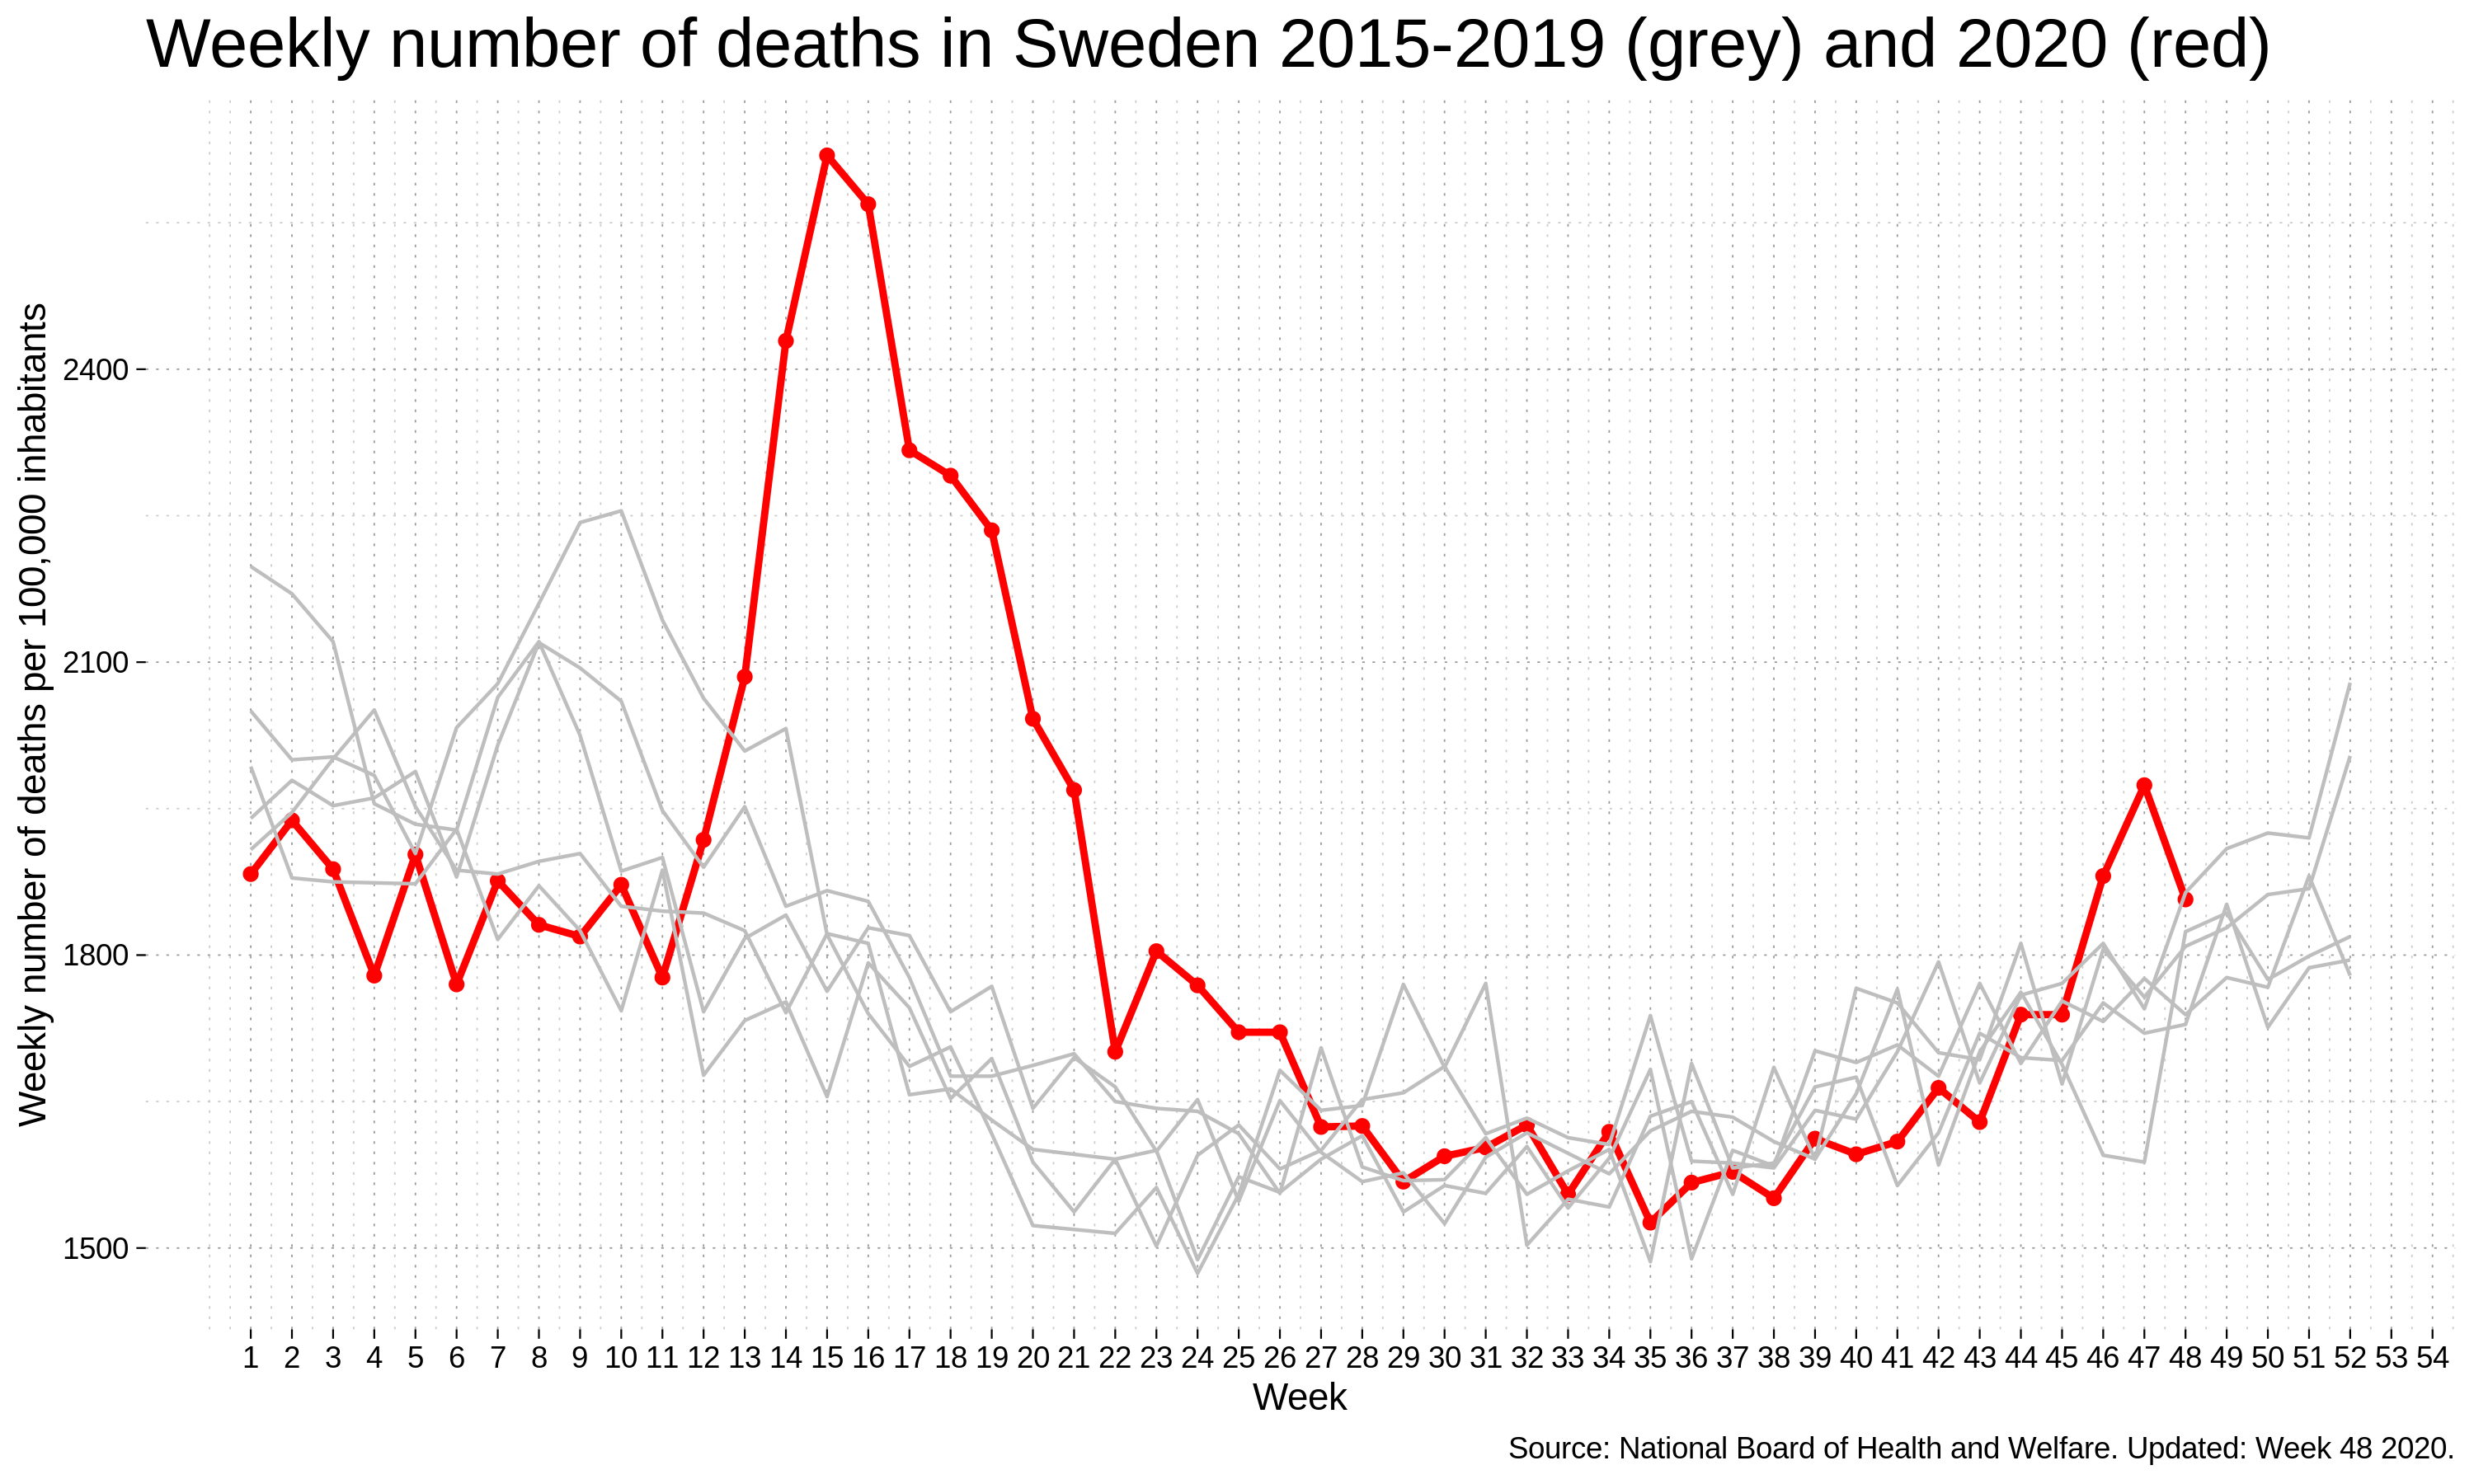 Weekly number of deaths in Sweden 2015-2019 (grey) and 2020 (red)
Weekly number of deaths per 100,000 inhabitants
2400
2100
1800
1500
1 2 3 4 5 6 7 8 9 10 11 12 13 14 15 16 17 18 19 20 21 22 23 24 25 26 27 28 29 30 31 32 33 34 35 36 37 38 39 40 41 42 43 44 45 46 47 48 49 50 51 52 53 54
Week
Source: National Board of Health and Welfare. Updated: Week 48 2020.